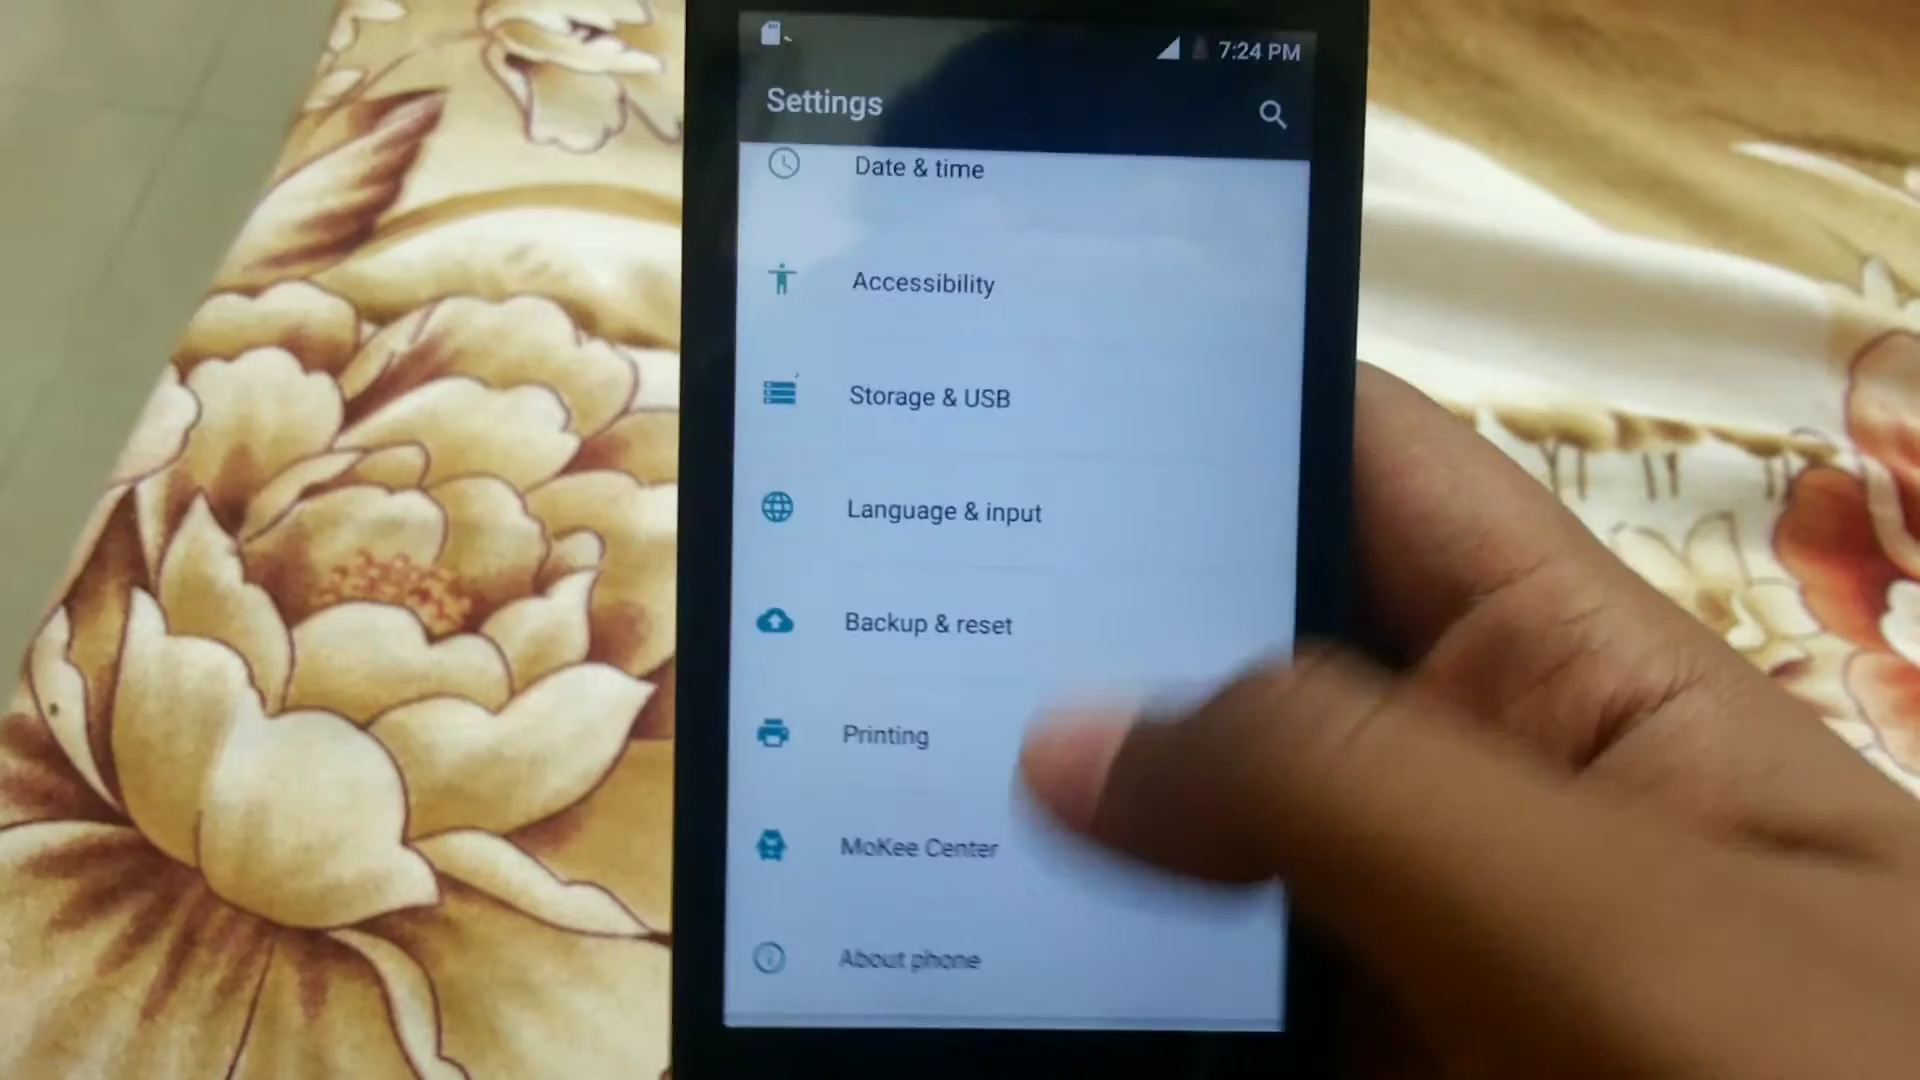 7:24 PM
Settings
Date & time
Accessibility
Storage & USB
Language & input
Backup & reset
Printing
MoKee Center
About phone